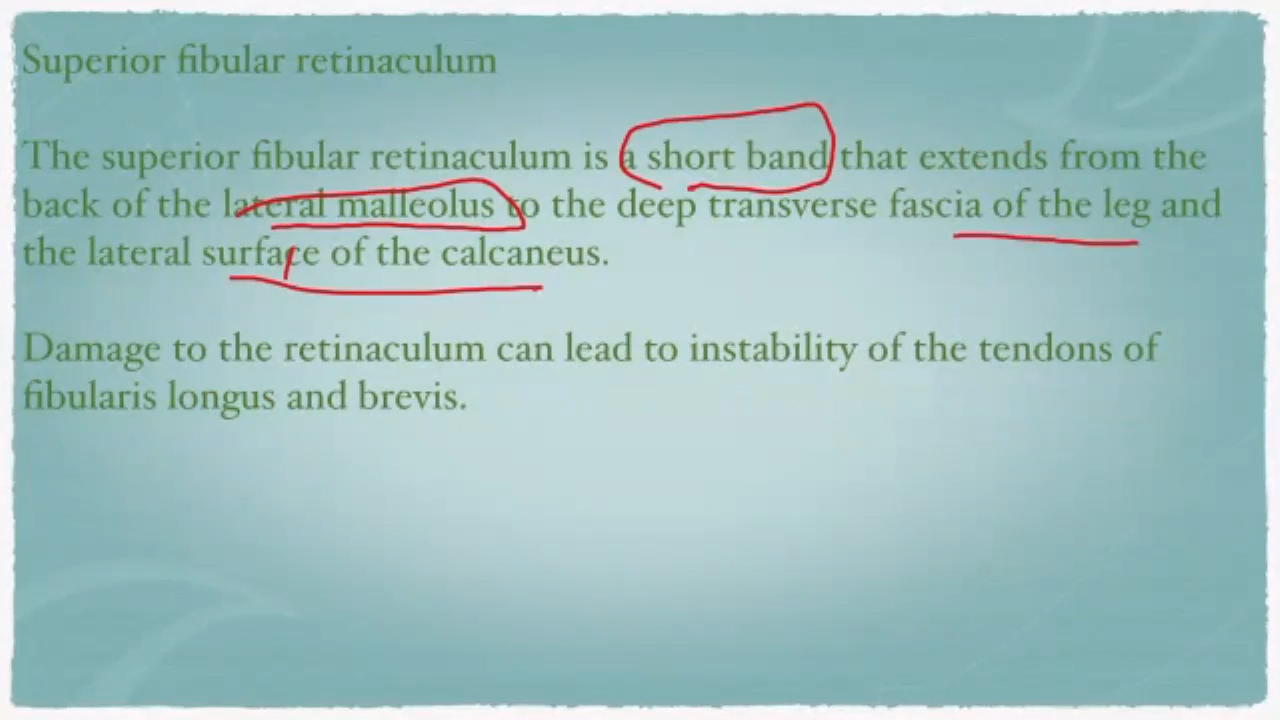 Superior fibular retinaculum
The superior fibular retinaculum is a short band that extends from the
back of the lateral malleolus to the deep transverse fascia of the leg and
the lateral surface of the calcaneus.
Damage to the retinaculum can lead to instability of the tendons of
fibularis longus and brevis.